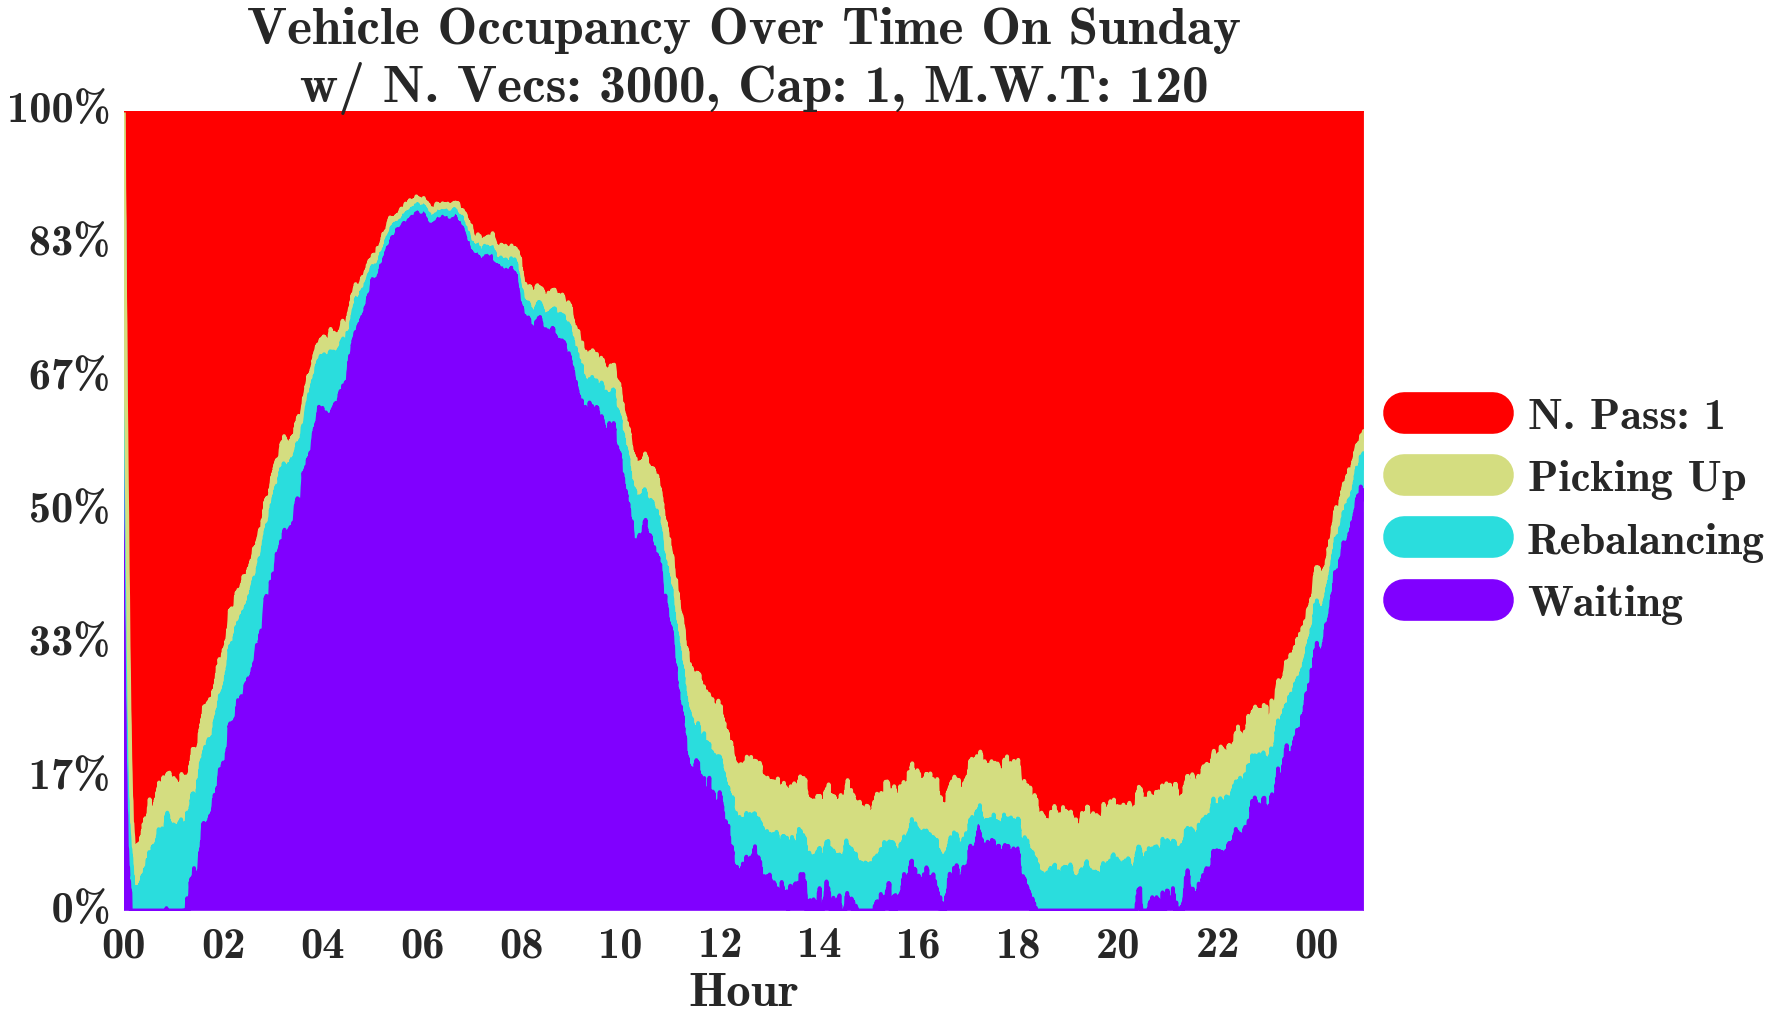 Vehicle Occupancy Over Time On Sunday
w/ N. Vecs: 3000, Cap: 1, M.W.T: 120
100%
83%
67%
50%
33%
17%
0%
00 02 04 06 08 10 12 14 16 18 20 22 00
Hour
N. Pass: 1
Picking Up
Rebalancing
Waiting